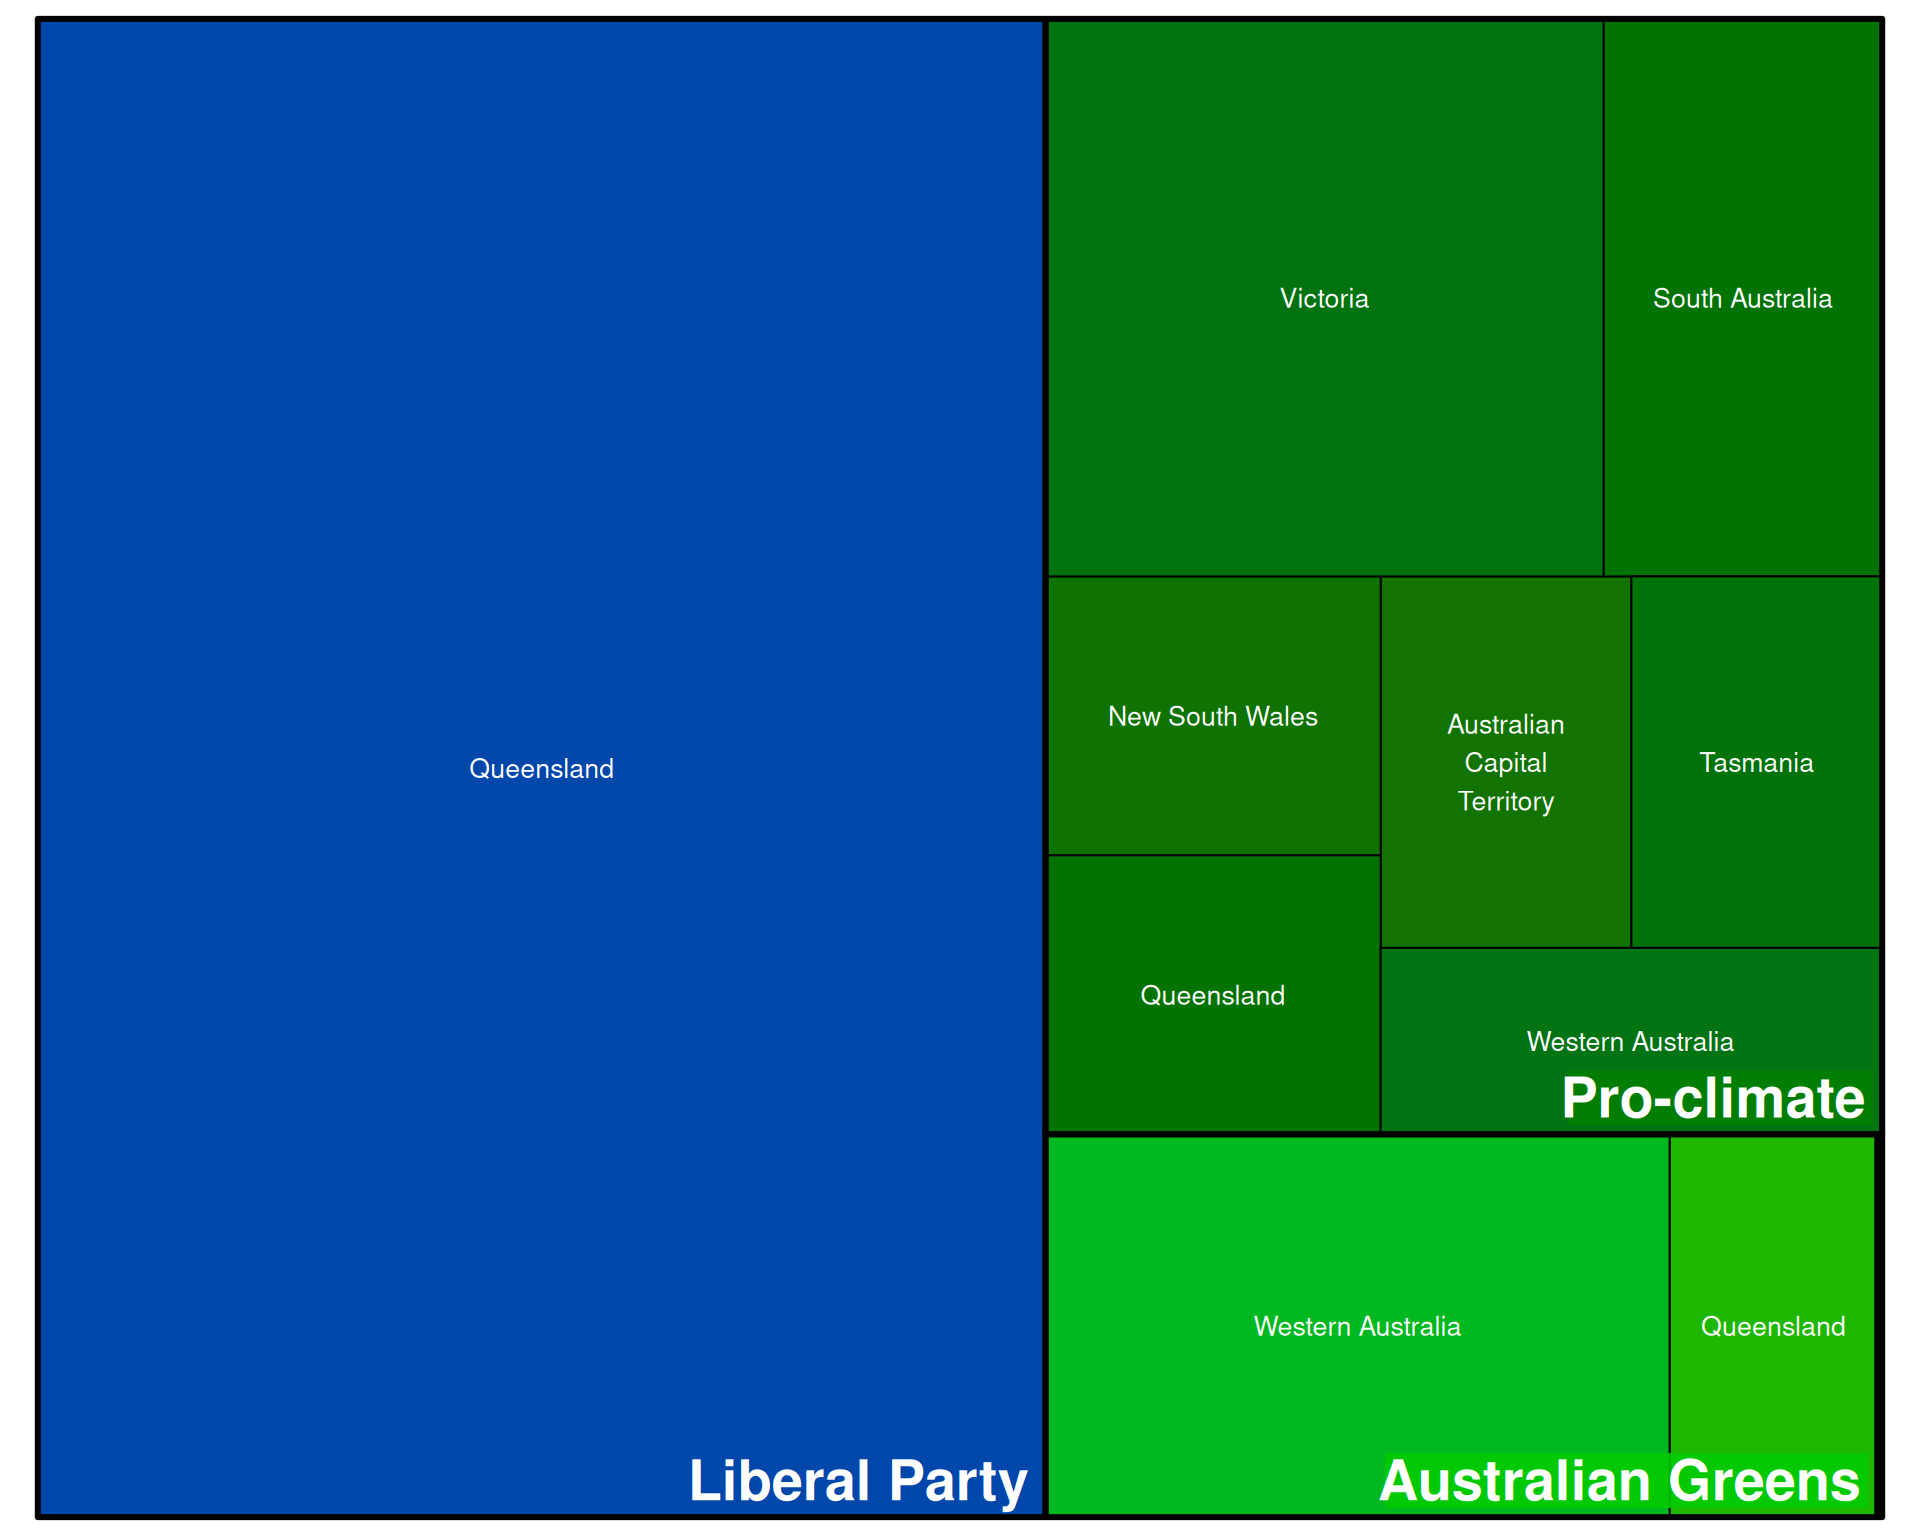 Victoria
South Australia
New South Wales
Australian
Capital
Territory
Tasmania
Queensland
Queensland
Western Australia
Pro-climate
Western Australia
Queensland
Liberal Party
Australian Greens